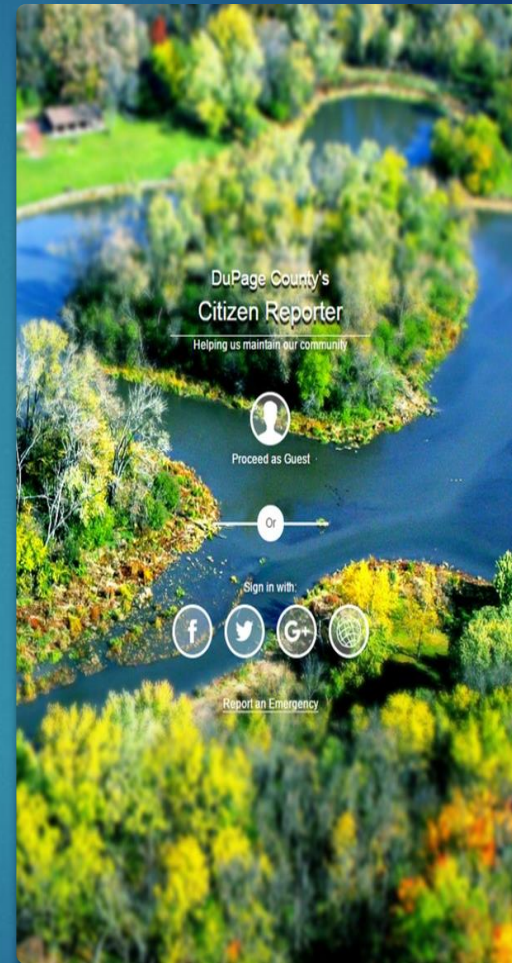 DuPage County's
Citizen Reporter
Helping us maintain our community
Proceed as Guest
Or
Sign in with:
f
G+
Report an Emergency